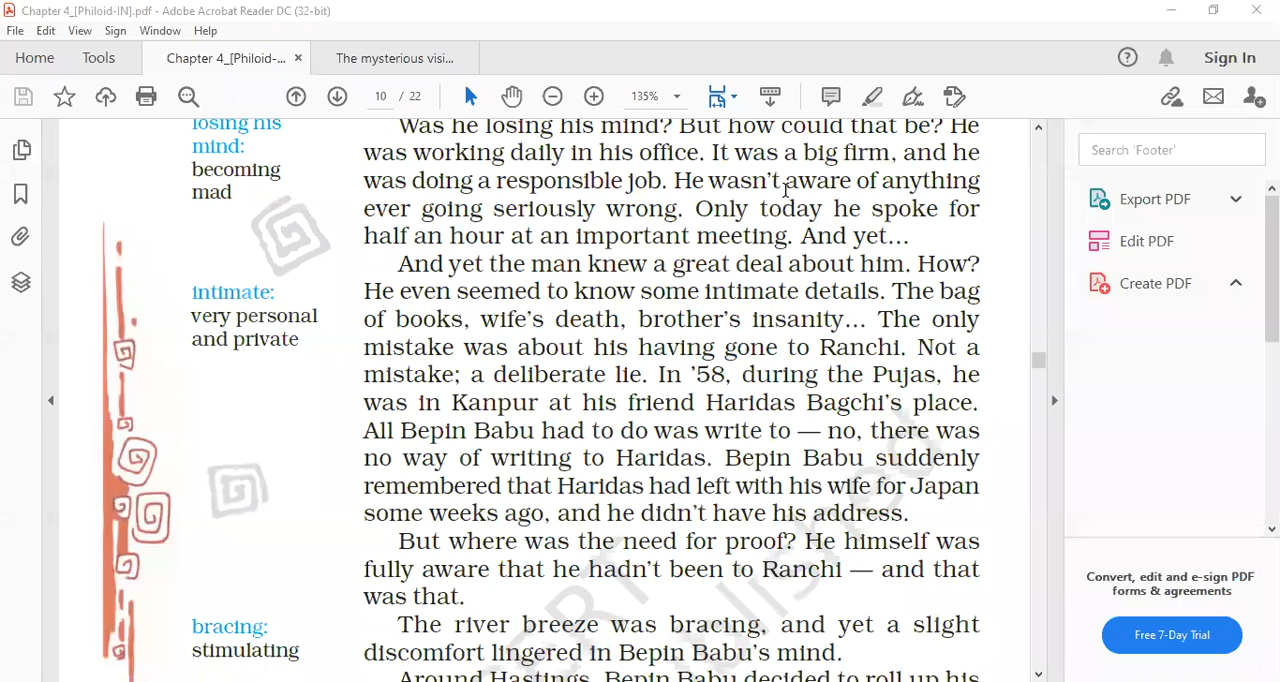 Chapter 4_[Philoid-IN].pdf - Adobe Acrobat Reader DC (32-bit)
File Edit View Sign Window Help
Home Tools Chapter 4_[Philoid-... × The mysterious visi... Sign In
10 / 22 135%
losing his
mind:
becoming
mad
Was he losing his mind? But how could that be? He
was working daily in his office. It was a big firm, and he
was doing a responsible job. He wasn't aware of anything
ever going seriously wrong. Only today he spoke for
half an hour at an important meeting. And yet…
intimate:
very personal
and private
And yet the man knew a great deal about him. How?
He even seemed to know some intimate details. The bag
of books, wife's death, brother's insanity… The only
mistake was about his having gone to Ranchi. Not a
mistake; a deliberate lie. In '58, during the Pujas, he
was in Kanpur at his friend Haridas Bagchi's place.
All Bepin Babu had to do was write to — no, there was
no way of writing to Haridas. Bepin Babu suddenly
remembered that Haridas had left with his wife for Japan
some weeks ago, and he didn't have his address.
But where was the need for proof? He himself was
fully aware that he hadn't been to Ranchi — and that
was that.
bracing:
stimulating
The river breeze was bracing, and yet a slight
discomfort lingered in Bepin Babu's mind.
Around Hastings, Bepin Babu decided to roll up his
Search 'Footer'
Export PDF
Edit PDF
Create PDF
Convert, edit and e-sign PDF
forms & agreements
Free 7-Day Trial